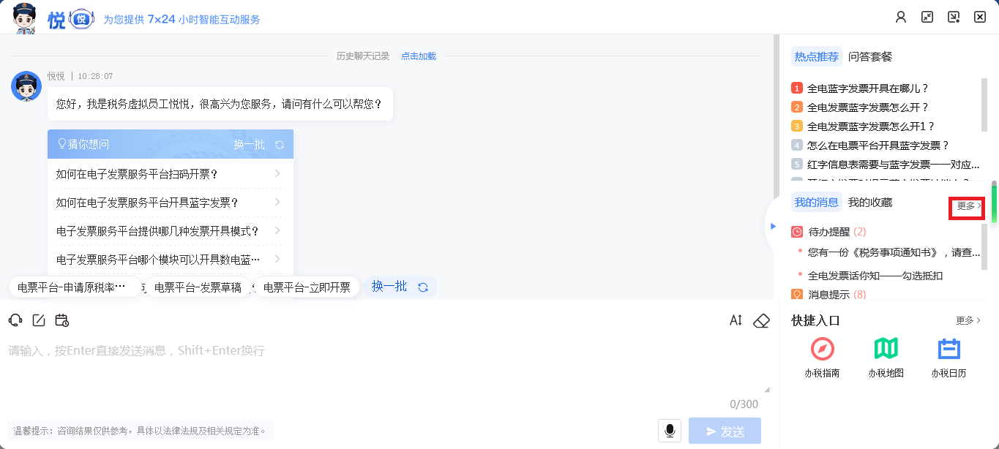 悦 悦 为您提供 7×24 小时智能互动服务
历史聊天记录 点击加载
悦悦 | 10:28:07
您好，我是税务虚拟员工悦悦，很高兴为您服务，请问有什么可以帮您？
猜你想问 换一批
如何在电子发票服务平台扫码开票？
如何在电子发票服务平台开具蓝字发票？
电子发票服务平台提供哪几种发票开具模式？
电子发票服务平台哪个模块可以开具数电蓝…
电票平台-申请原税率… 电票平台-发票草稿 电票平台-立即开票 换一批
请输入，按Enter直接发送消息，Shift+Enter换行
0/300
温馨提示：咨询结果仅供参考，具体以法律法规及相关规定为准。
发送
热点推荐 问答套餐
1 全电蓝字发票开具在哪儿？
2 全电发票蓝字发票怎么开？
3 全电发票蓝字发票怎么开1？
4 怎么在电票平台开具蓝字发票？
5 红字信息表需要与蓝字发票一一对应...
我的消息 我的收藏 更多
待办提醒 (2)
您有一份《税务事项通知书》，请查...
全电发票话你知——勾选抵扣
消息提示 (8)
快捷入口 更多
办税指南 办税地图 办税日历